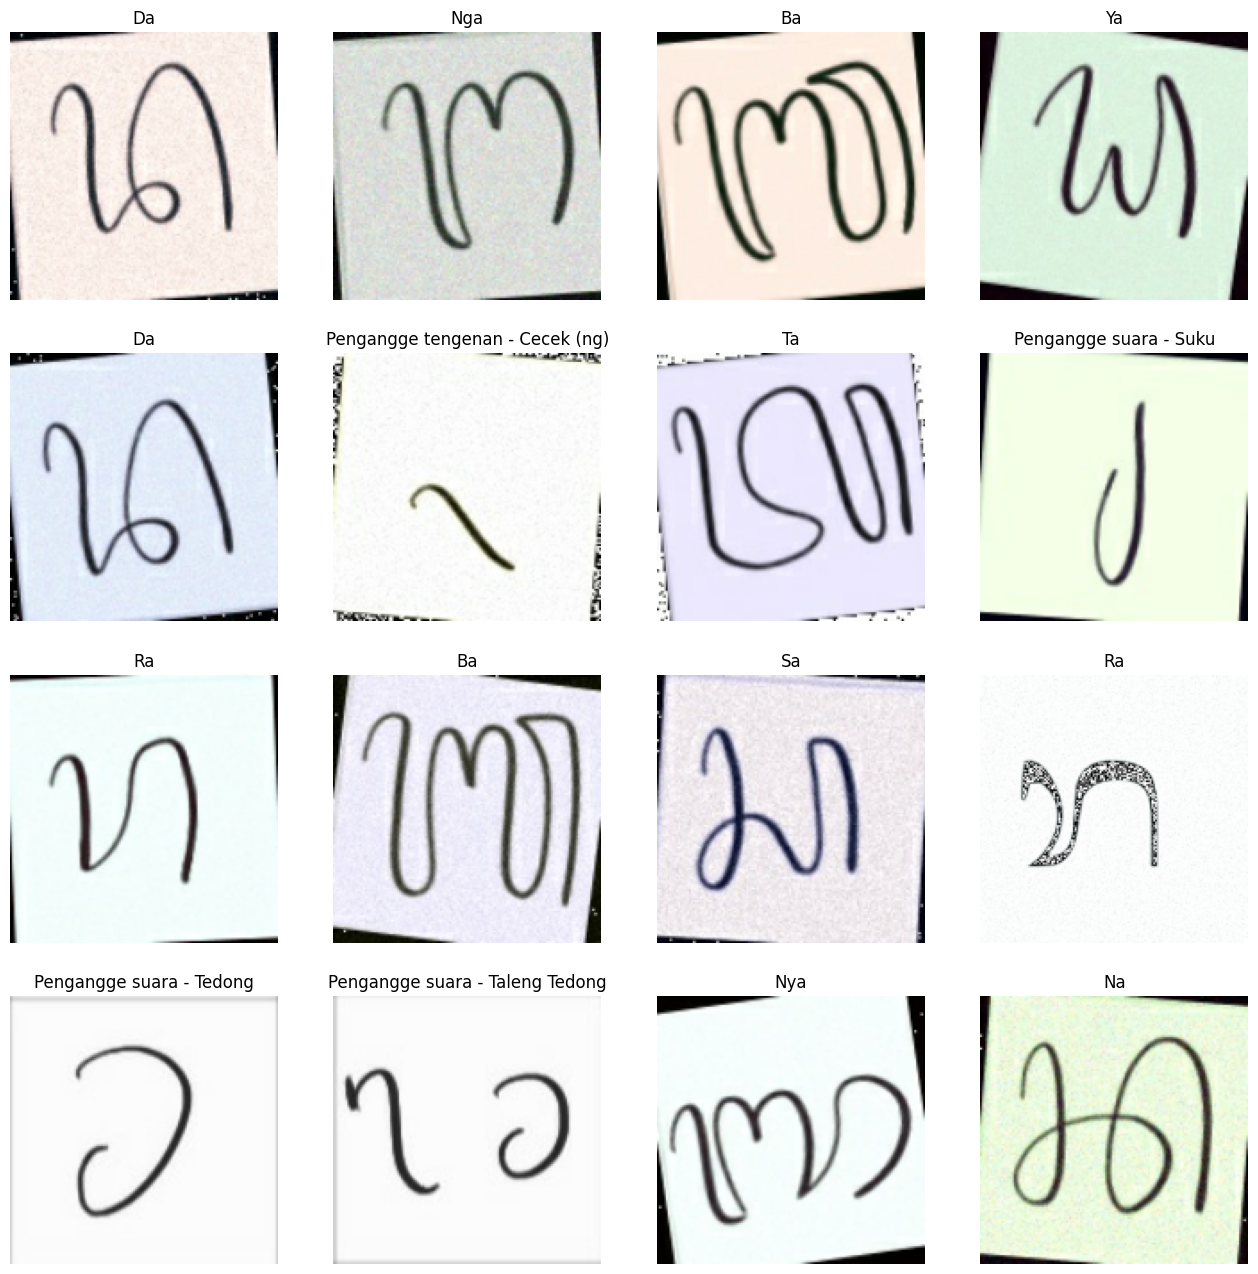 Da Nga Ba Ya
ᬤ ᬗ ᬩ ᬬ
Da Pengangge tengenan - Cecek (ng) Ta Pengangge suara - Suku
ᬤ ᬂ ᬢ ᬸ
Ra Ba Sa Ra
ᬭ ᬩ ᬲ ᬭ
Pengangge suara - Tedong Pengangge suara - Taleng Tedong Nya Na
ᬵ ᭀ ᬜ ᬦ